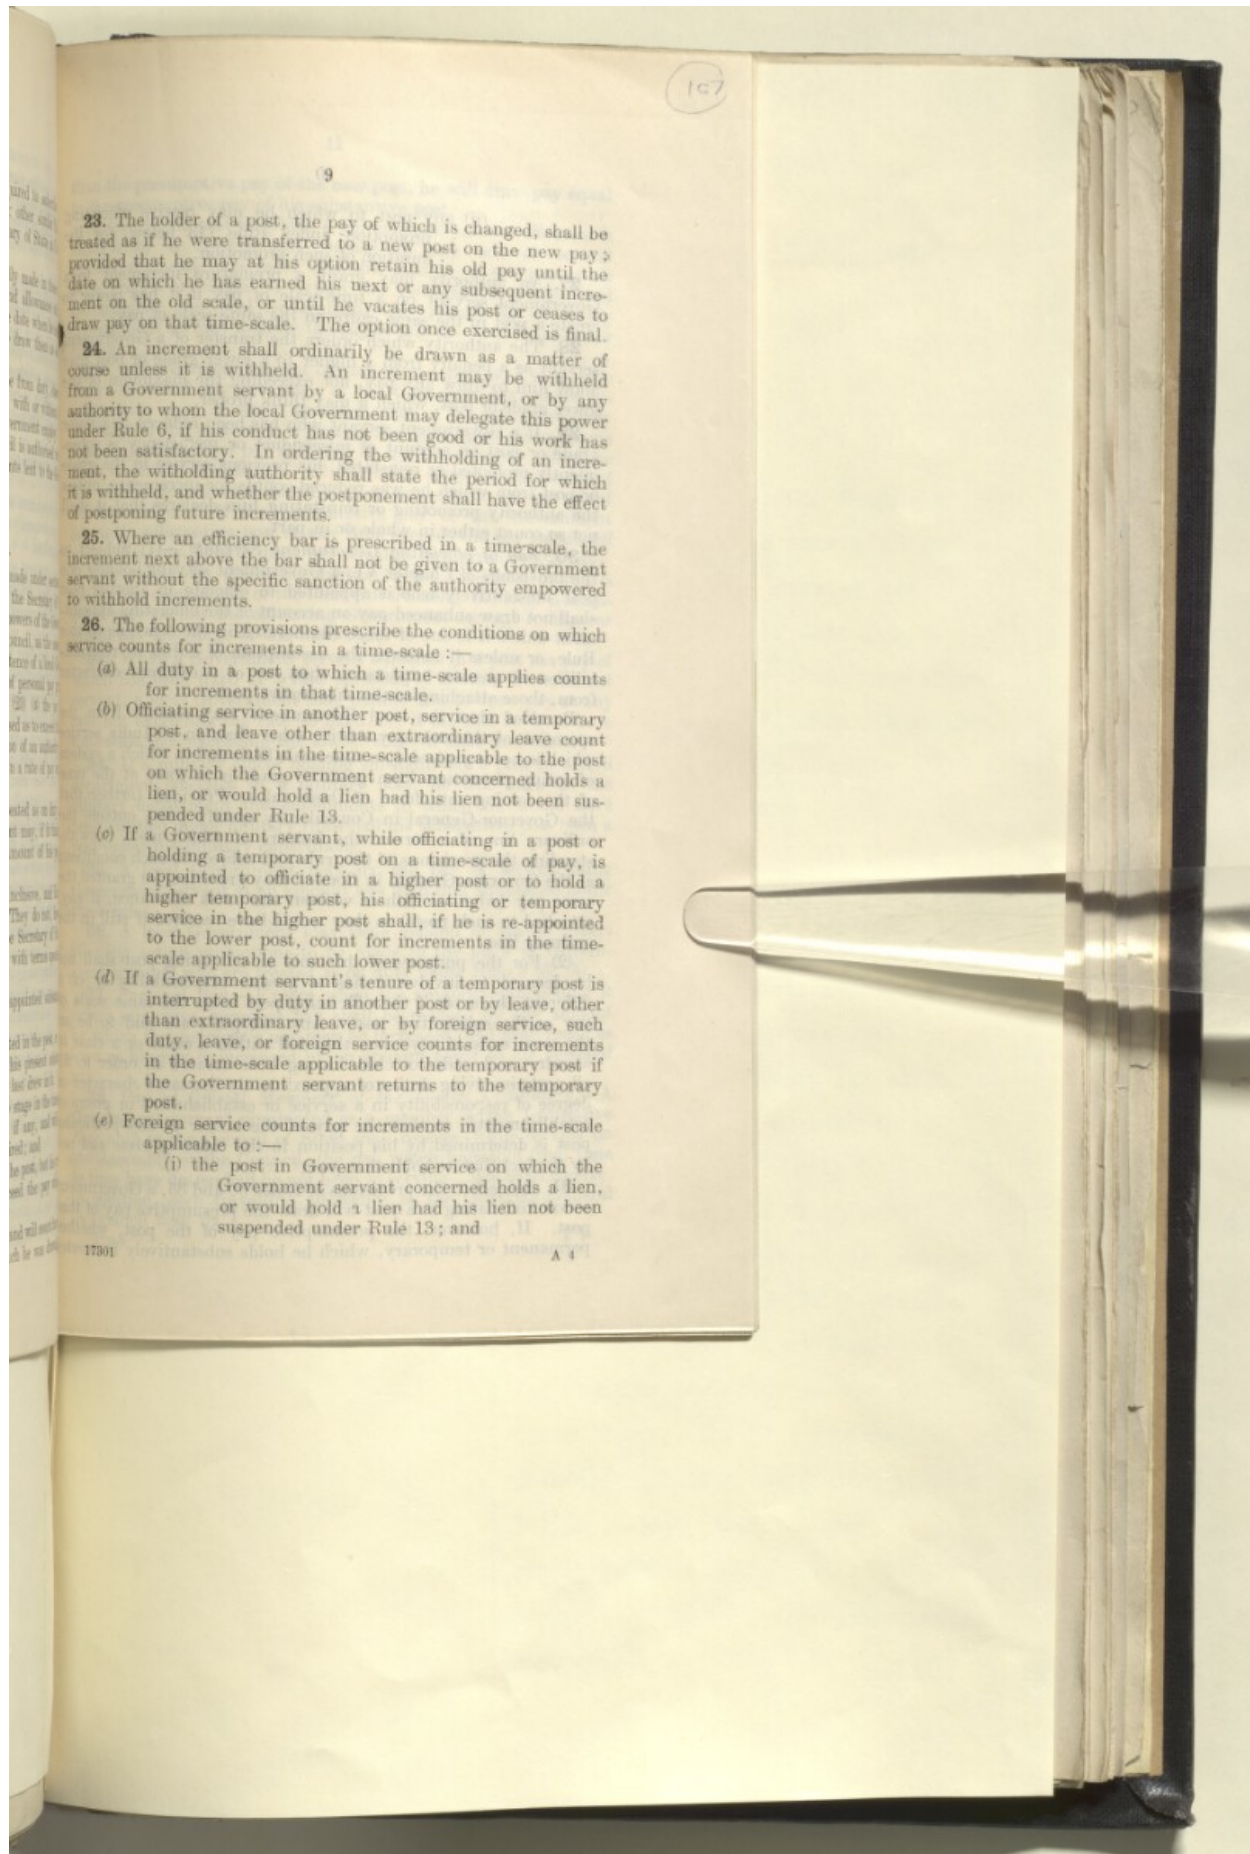 107
9
23. The holder of a post, the pay of which is changed, shall be
treated as if he were transferred to a new post on the new pay;
provided that he may at his option retain his old pay until the
date on which he has earned his next or any subsequent incre-
ment on the old scale, or until he vacates his post or ceases to
draw pay on that time-scale. The option once exercised is final.
24. An increment shall ordinarily be drawn as a matter of
course unless it is withheld. An increment may be withheld
from a Government servant by a local Government, or by any
authority to whom the local Government may delegate this power
under Rule 6, if his conduct has not been good or his work has
not been satisfactory. In ordering the withholding of an incre-
ment, the witholding authority shall state the period for which
it is withheld, and whether the postponement shall have the effect
of postponing future increments.
25. Where an efficiency bar is prescribed in a time-scale, the
increment next above the bar shall not be given to a Government
servant without the specific sanction of the authority empowered
to withhold increments.
26. The following provisions prescribe the conditions on which
service counts for increments in a time-scale :—
(a) All duty in a post to which a time-scale applies counts
for increments in that time-scale.
(b) Officiating service in another post, service in a temporary
post, and leave other than extraordinary leave count
for increments in the time-scale applicable to the post
on which the Government servant concerned holds a
lien, or would hold a lien had his lien not been sus-
pended under Rule 13.
(c) If a Government servant, while officiating in a post or
holding a temporary post on a time-scale of pay, is
appointed to officiate in a higher post or to hold a
higher temporary post, his officiating or temporary
service in the higher post shall, if he is re-appointed
to the lower post, count for increments in the time-
scale applicable to such lower post.
(d) If a Government servant's tenure of a temporary post is
interrupted by duty in another post or by leave, other
than extraordinary leave, or by foreign service, such
duty, leave, or foreign service counts for increments
in the time-scale applicable to the temporary post if
the Government servant returns to the temporary
post.
(e) Foreign service counts for increments in the time-scale
applicable to :—
(i) the post in Government service on which the
Government servant concerned holds a lien,
or would hold a lien had his lien not been
suspended under Rule 13; and
17301 A 4